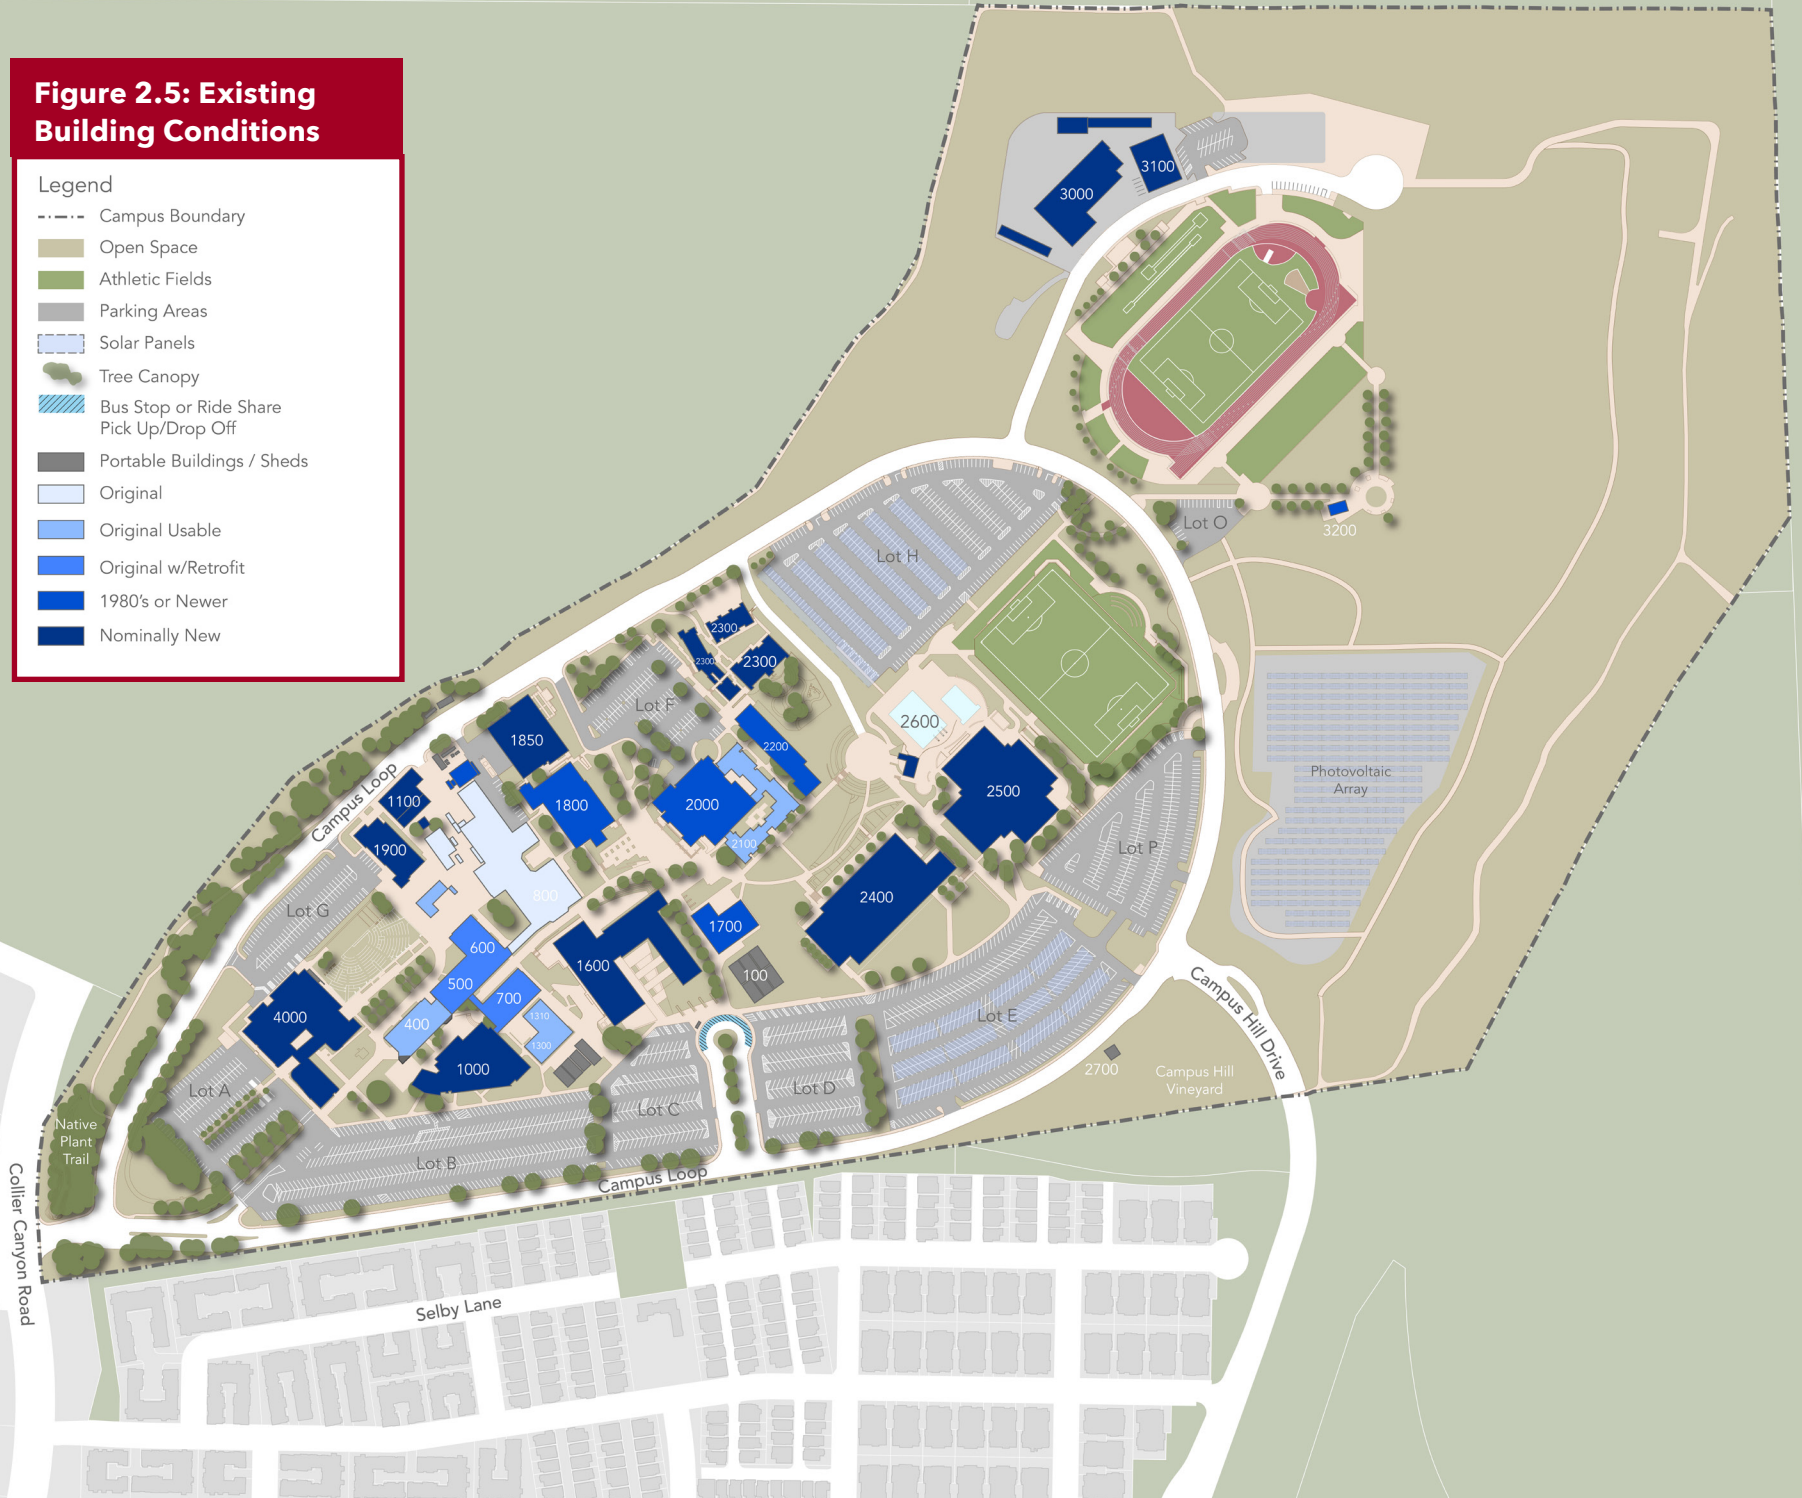 Figure 2.5: Existing
Building Conditions
Legend
Campus Boundary
Open Space
Athletic Fields
Parking Areas
Solar Panels
Tree Canopy
Bus Stop or Ride Share
Pick Up/Drop Off
Portable Buildings / Sheds
Original
Original Usable
Original w/Retrofit
1980's or Newer
Nominally New
3100
3000
Lot O
3200
Lot H
2300
2300
2300
Lot F
2600
1850
2200
Photovoltaic
Array
Campus Loop
1100
1800
2000
2500
1900
2100
Lot P
800
2400
Lot G
1700
600
1600
100
500
700
Campus Hill Drive
4000
400
1310
Lot E
1300
1000
2700
Campus Hill
Vineyard
Lot A
Lot D
Lot C
Native
Plant
Trail
Lot B
Campus Loop
Collier Canyon Road
Selby Lane